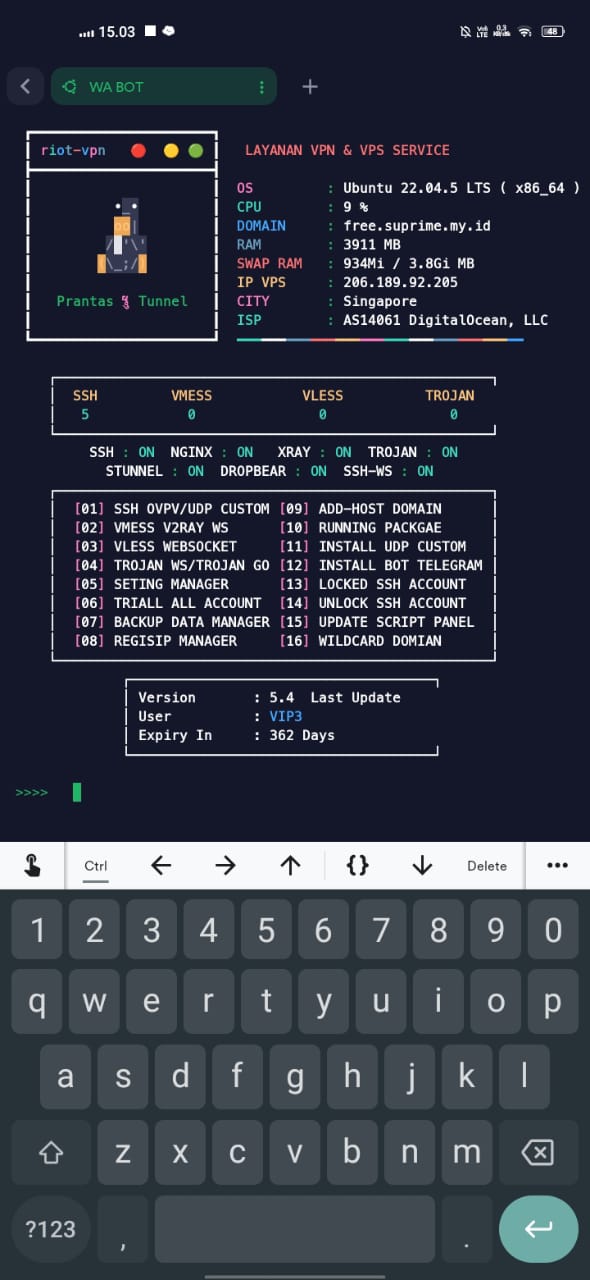 15.03 Voi) LTE 0,3 KB/ds 48
WA BOT
riot-vpn
LAYANAN VPN & VPS SERVICE
OS : Ubuntu 22.04.5 LTS ( x86_64 )
CPU : 9 %
DOMAIN : free.suprime.my.id
RAM : 3911 MB
SWAP RAM : 934Mi / 3.8Gi MB
IP VPS : 206.189.92.205
CITY : Singapore
ISP : AS14061 DigitalOcean, LLC
Prantas Tunnel
SSH VMESS VLESS TROJAN
5 0 0 0
SSH : ON NGINX : ON XRAY : ON TROJAN : ON
STUNNEL : ON DROPBEAR : ON SSH-WS : ON
[01] SSH OVPV/UDP CUSTOM [09] ADD-HOST DOMAIN
[02] VMESS V2RAY WS [10] RUNNING PACKGAE
[03] VLESS WEBSOCKET [11] INSTALL UDP CUSTOM
[04] TROJAN WS/TROJAN GO [12] INSTALL BOT TELEGRAM
[05] SETING MANAGER [13] LOCKED SSH ACCOUNT
[06] TRIALL ALL ACCOUNT [14] UNLOCK SSH ACCOUNT
[07] BACKUP DATA MANAGER [15] UPDATE SCRIPT PANEL
[08] REGISIP MANAGER [16] WILDCARD DOMIAN
Version : 5.4 Last Update
User : VIP3
Expiry In : 362 Days
>>>>
Ctrl {} Delete
1 2 3 4 5 6 7 8 9 0
q w e r t y u i o p
a s d f g h j k l
z x c v b n m
?123 , .